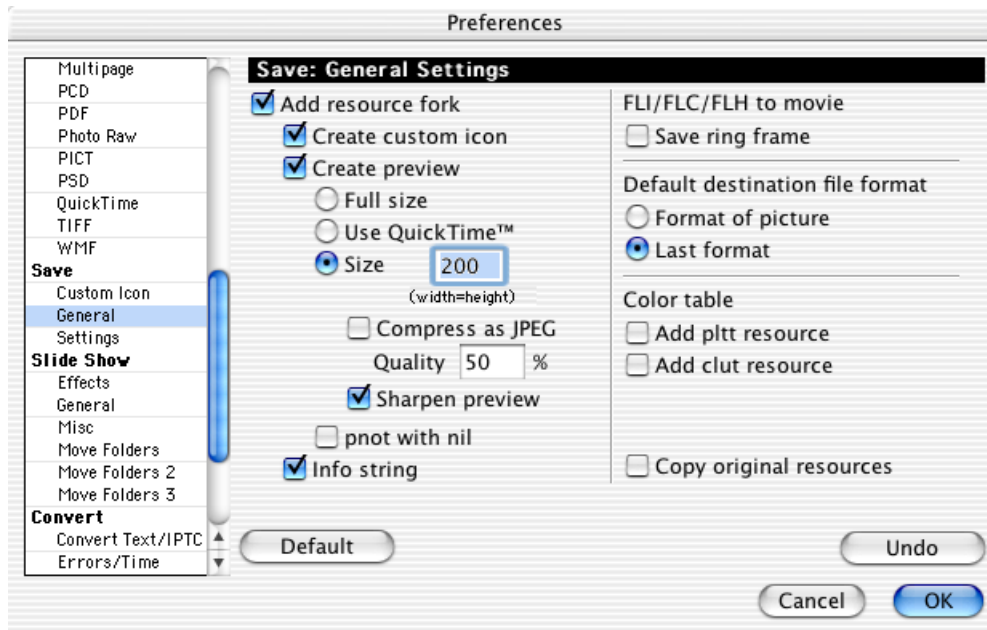 Preferences
Multipage
PCD
PDF
Photo Raw
PICT
PSD
QuickTime
TIFF
WMF
Save
Custom Icon
General
Settings
Slide Show
Effects
General
Misc
Move Folders
Move Folders 2
Move Folders 3
Convert
Convert Text/IPTC
Errors/Time
Save: General Settings
Add resource fork
Create custom icon
Create preview
Full size
Use QuickTime™
Size 200
(width=height)
Compress as JPEG
Quality 50 %
Sharpen preview
pnot with nil
Info string
FLI/FLC/FLH to movie
Save ring frame
Default destination file format
Format of picture
Last format
Color table
Add pltt resource
Add clut resource
Copy original resources
Default
Undo
Cancel
OK